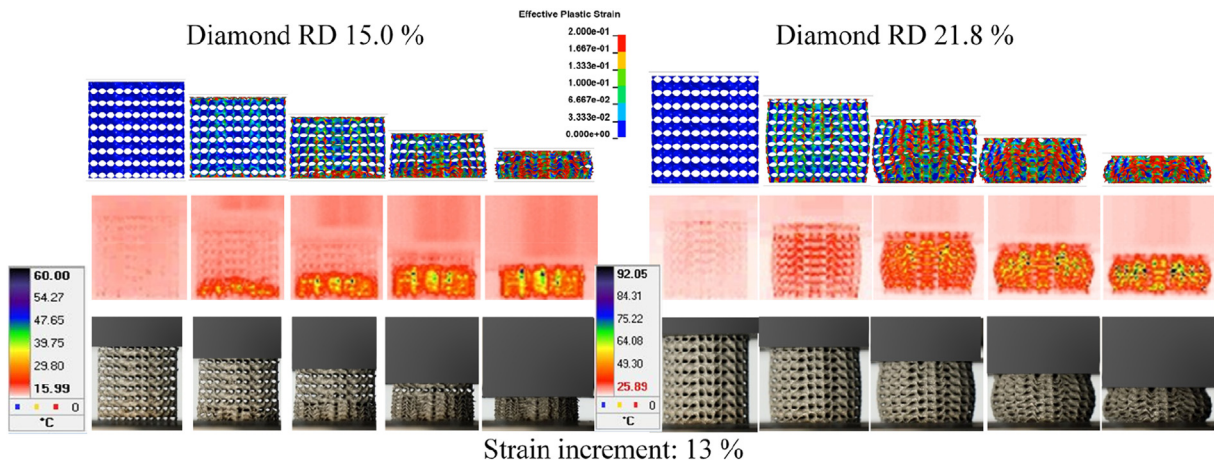 Diamond RD 15.0 %
Effective Plastic Strain
2.000e-01
1.667e-01
1.333e-01
1.000e-01
6.667e-02
3.333e-02
0.000e+00
Diamond RD 21.8 %
60.00
54.27
47.65
39.75
29.80
15.99
0
°C
92.05
84.31
75.22
64.08
49.30
25.89
0
°C
Strain increment: 13 %